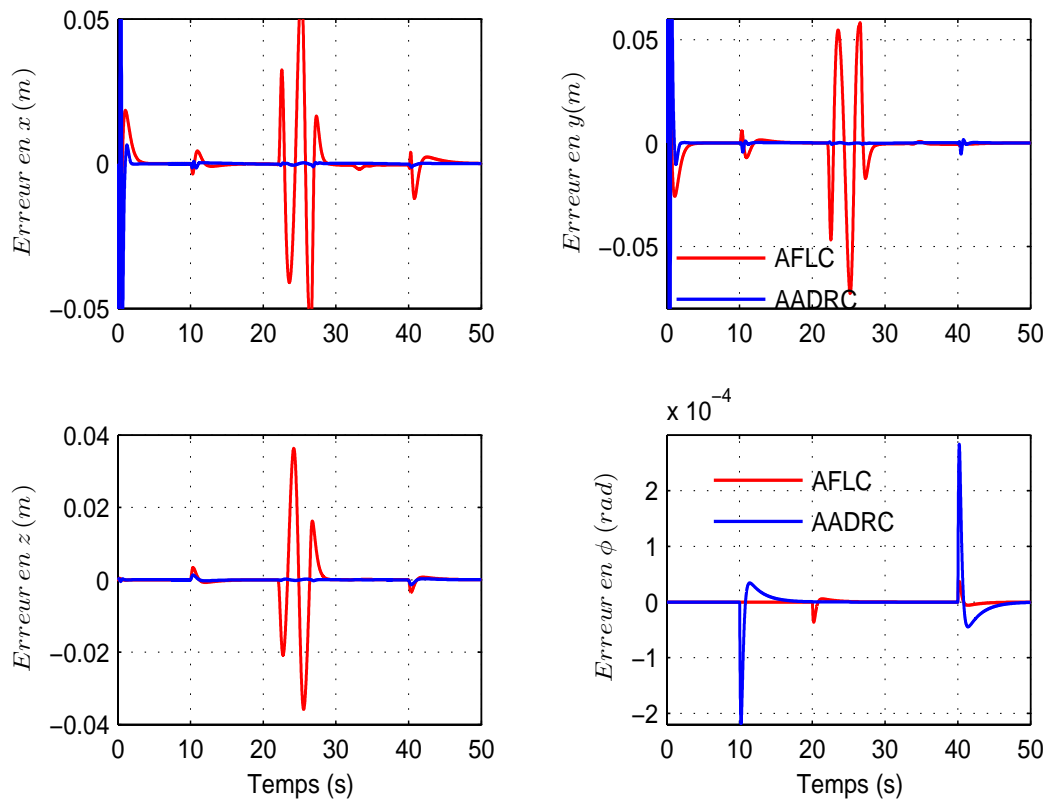 0.05
0
−0.05
Erreur en x (m)
0 10 20 30 40 50
0.05
0
−0.05
Erreur en y(m)
AFLC
AADRC
0 10 20 30 40 50
0.04
0.02
0
−0.02
−0.04
Erreur en z (m)
0 10 20 30 40 50
Temps (s)
x 10−4
2
1
0
−1
−2
Erreur en ϕ (rad)
AFLC
AADRC
0 10 20 30 40 50
Temps (s)